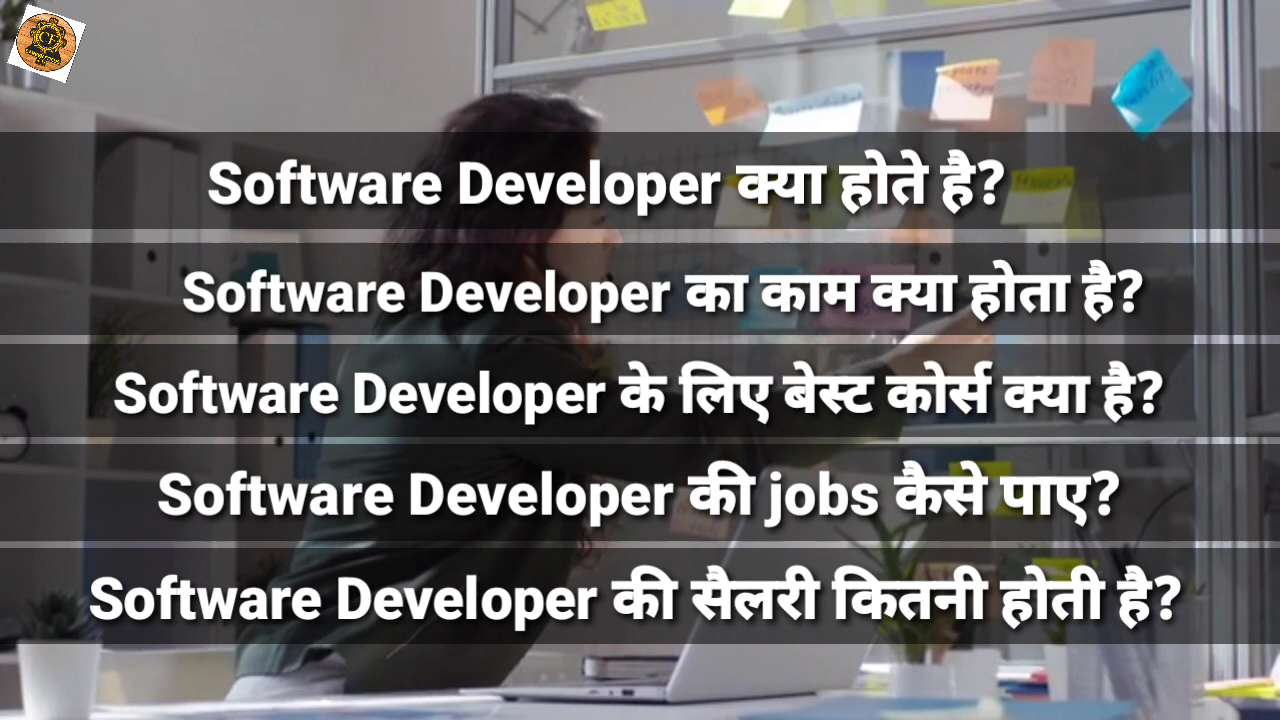 Software Developer क्या होते है?
Software Developer का काम क्या होता है?
Software Developer के लिए बेस्ट कोर्स क्या है?
Software Developer की jobs कैसे पाए?
Software Developer की सैलरी कितनी होती है?